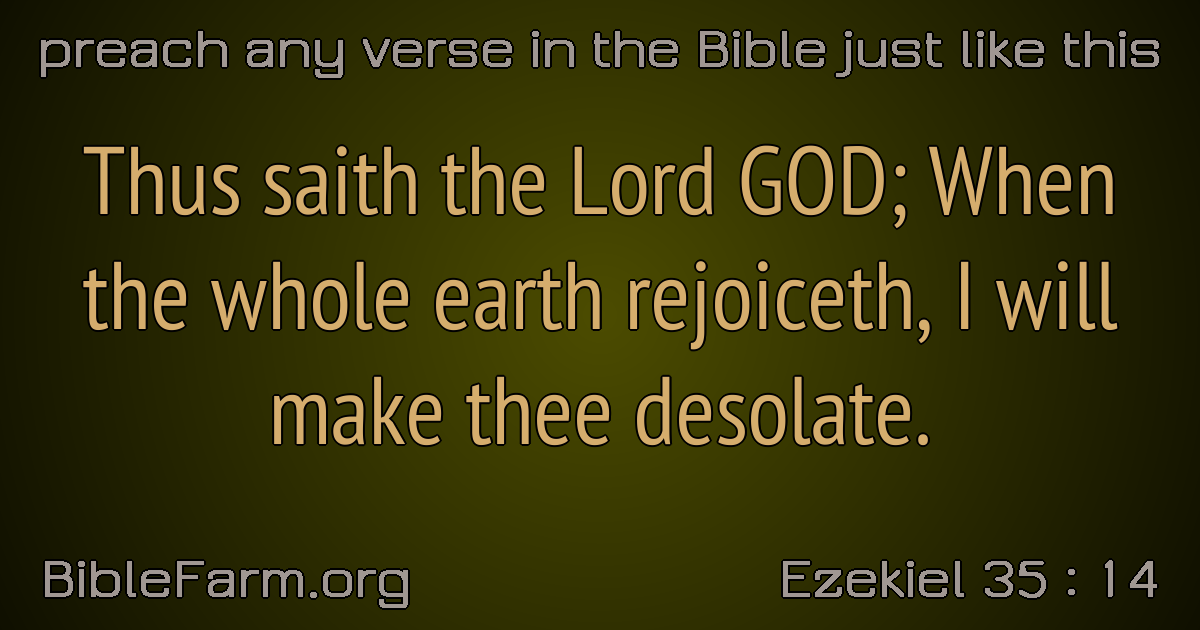 preach any verse in the Bible just like this
Thus saith the Lord GOD; When
the whole earth rejoiceth, I will
make thee desolate.
BibleFarm.org
Ezekiel 35 : 14